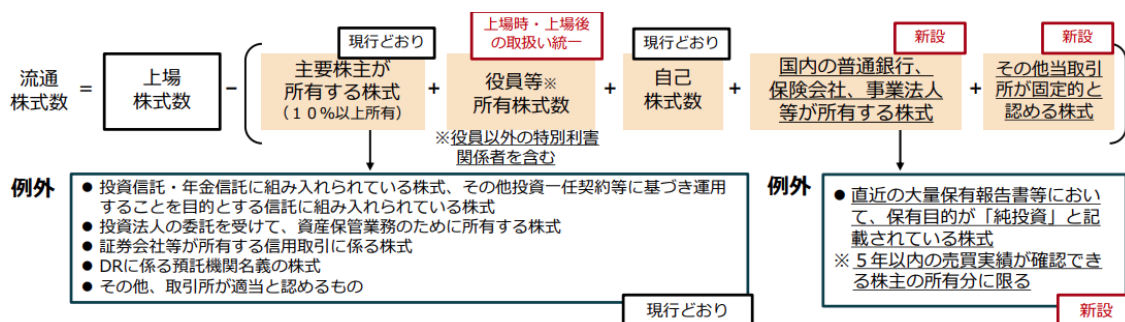 現行どおり
上場時・上場後
の取扱い統一
現行どおり
新設
新設
流通
株式数
=
上場
株式数
-
主要株主が
所有する株式
(10%以上所有)
+
役員等※
所有株式数
※役員以外の特別利害
関係者を含む
+
自己
株式数
+
国内の普通銀行、
保険会社、事業法人
等が所有する株式
+
その他当取引
所が固定的と
認める株式
例外
● 投資信託・年金信託に組み入れられている株式、その他投資一任契約等に基づき運用
することを目的とする信託に組み入れられている株式
● 投資法人の委託を受けて、資産保管業務のために所有する株式
● 証券会社等が所有する信用取引に係る株式
● DRに係る預託機関名義の株式
● その他、取引所が適当と認めるもの
現行どおり
例外
● 直近の大量保有報告書等におい
て、保有目的が「純投資」と記
載されている株式
※ 5年以内の売買実績が確認でき
る株主の所有分に限る
新設